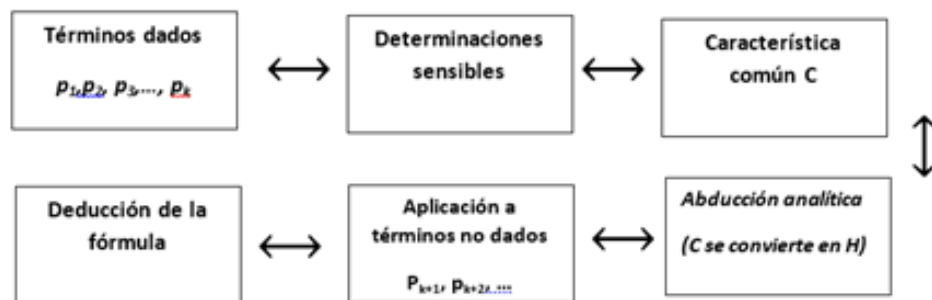 Términos dados
p₁,p₂, p₃,..., pₖ
Determinaciones
sensibles
Característica
común C
Abducción analítica
(C se convierte en H)
Aplicación a
términos no dados
Pₖ₊₁, pₖ₊₂, ...
Deducción de la
fórmula